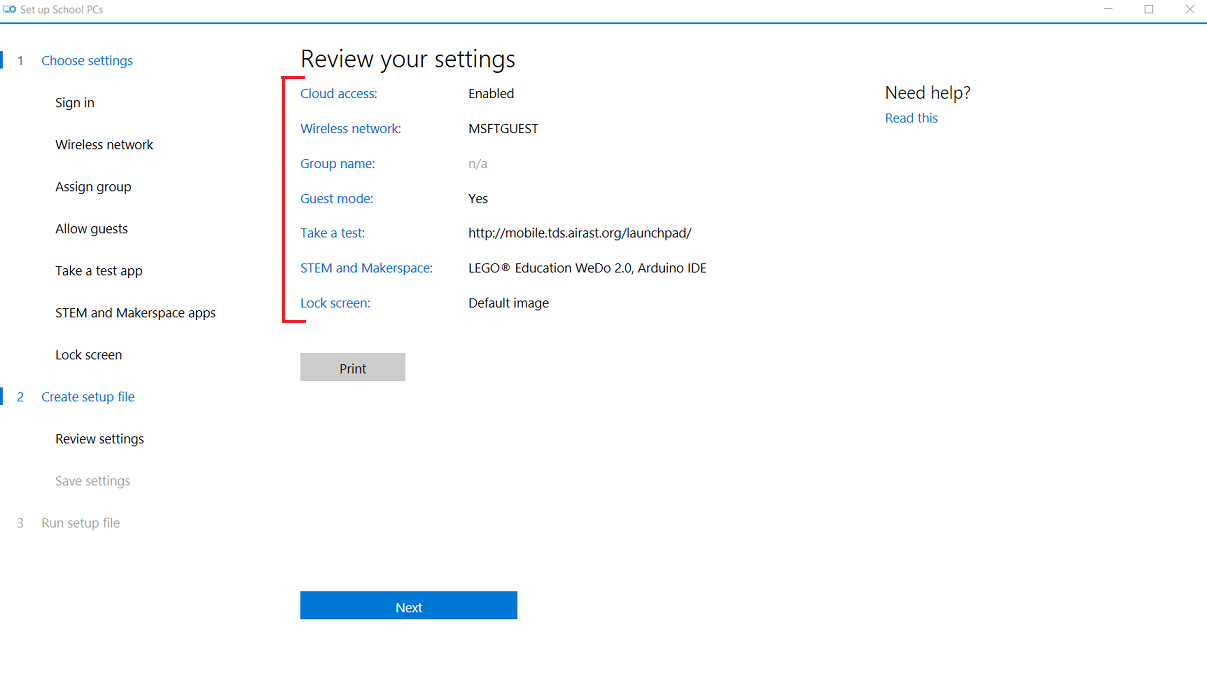 Set up School PCs
1 Choose settings
Sign in
Wireless network
Assign group
Allow guests
Take a test app
STEM and Makerspace apps
Lock screen
2 Create setup file
Review settings
Save settings
3 Run setup file
Review your settings
Cloud access: Enabled
Wireless network: MSFTGUEST
Group name: n/a
Guest mode: Yes
Take a test: http://mobile.tds.airast.org/launchpad/
STEM and Makerspace: LEGO® Education WeDo 2.0, Arduino IDE
Lock screen: Default image
Print
Next
Need help?
Read this